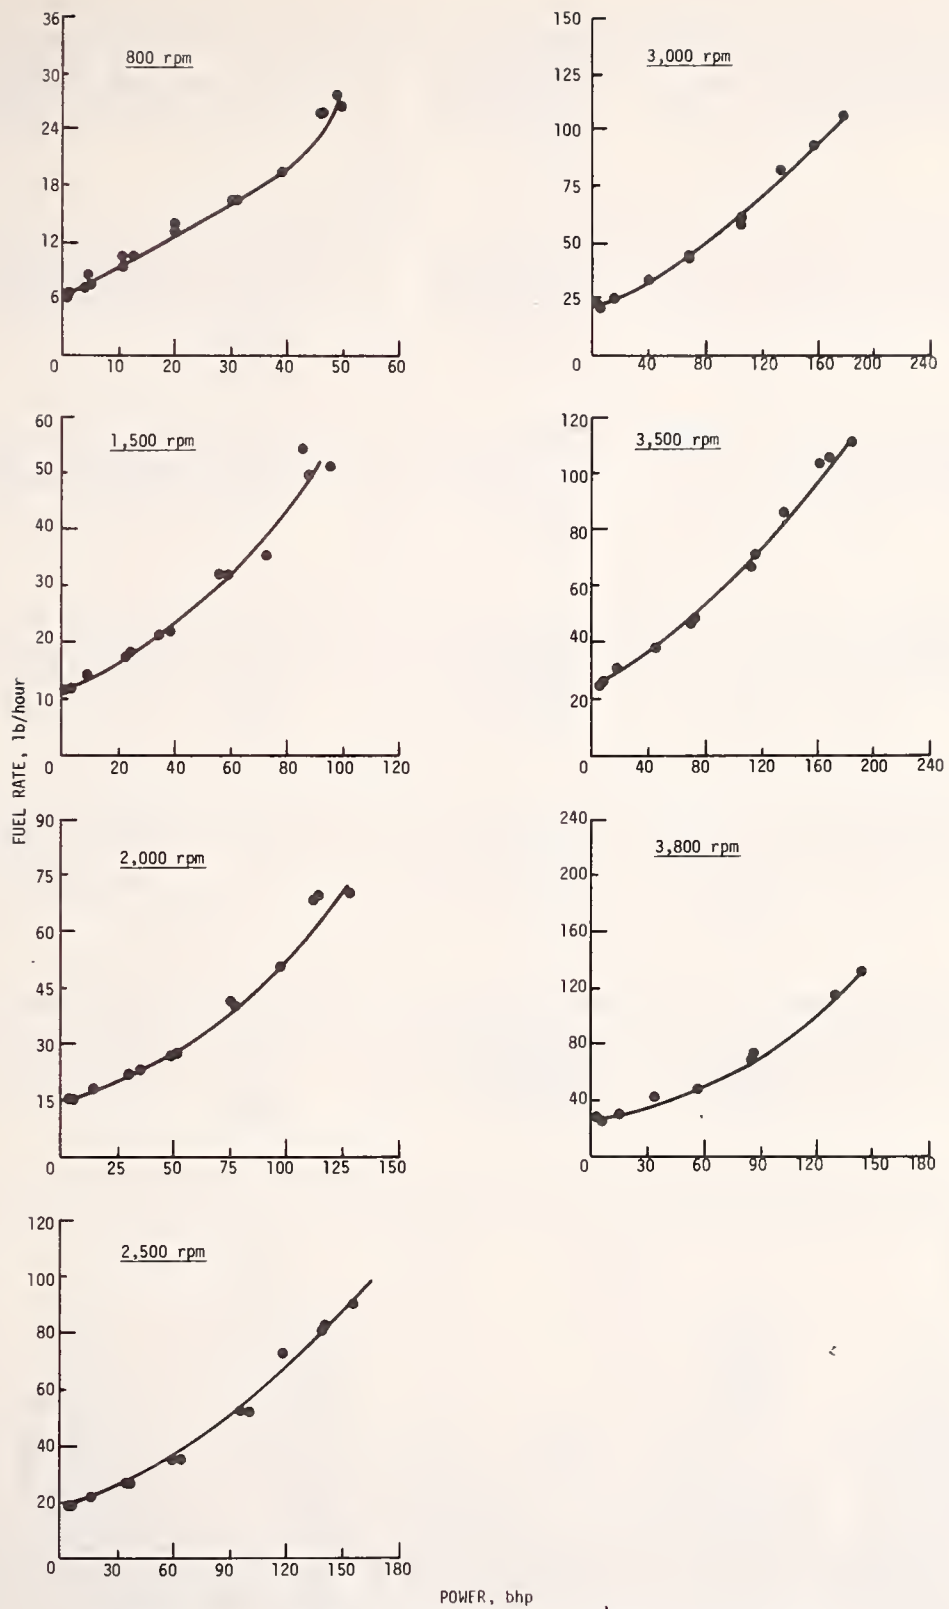 800 rpm
36
30
24
18
12
6
0 10 20 30 40 50 60
3,000 rpm
150
125
100
75
50
25
0 40 80 120 160 200 240
1,500 rpm
60
50
40
30
20
10
0 20 40 60 80 100 120
3,500 rpm
120
100
80
60
40
20
0 40 80 120 160 200 240
FUEL RATE, lb/hour
2,000 rpm
90
75
60
45
30
15
0 25 50 75 100 125 150
3,800 rpm
240
200
160
120
80
40
0 30 60 90 120 150 180
2,500 rpm
120
100
80
60
40
20
0 30 60 90 120 150 180
POWER, bhp